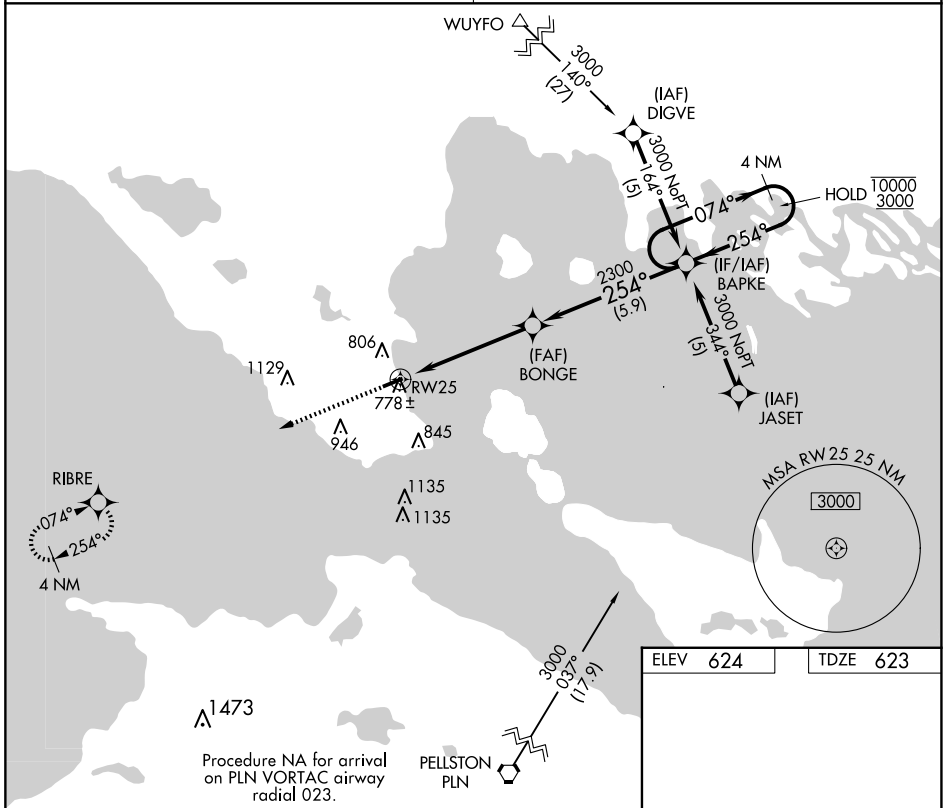 WUYFO
3000
140°
(27)
(IAF)
DIGVE
3000 NoPT
164°
(5)
4 NM
HOLD
10000
3000
074°
254°
(IF/IAF)
BAPKE
2300
254°
(5.9)
(FAF)
BONGE
3000 NoPT
344°
(5)
(IAF)
JASET
806
1129
RW25
778 ±
946
845
1135
1135
RIBRE
074°
254°
4 NM
MSA RW25 25 NM
3000
3000
037°
(17.9)
ELEV 624
TDZE 623
1473
Procedure NA for arrival
on PLN VORTAC airway
radial 023.
PELLSTON
PLN